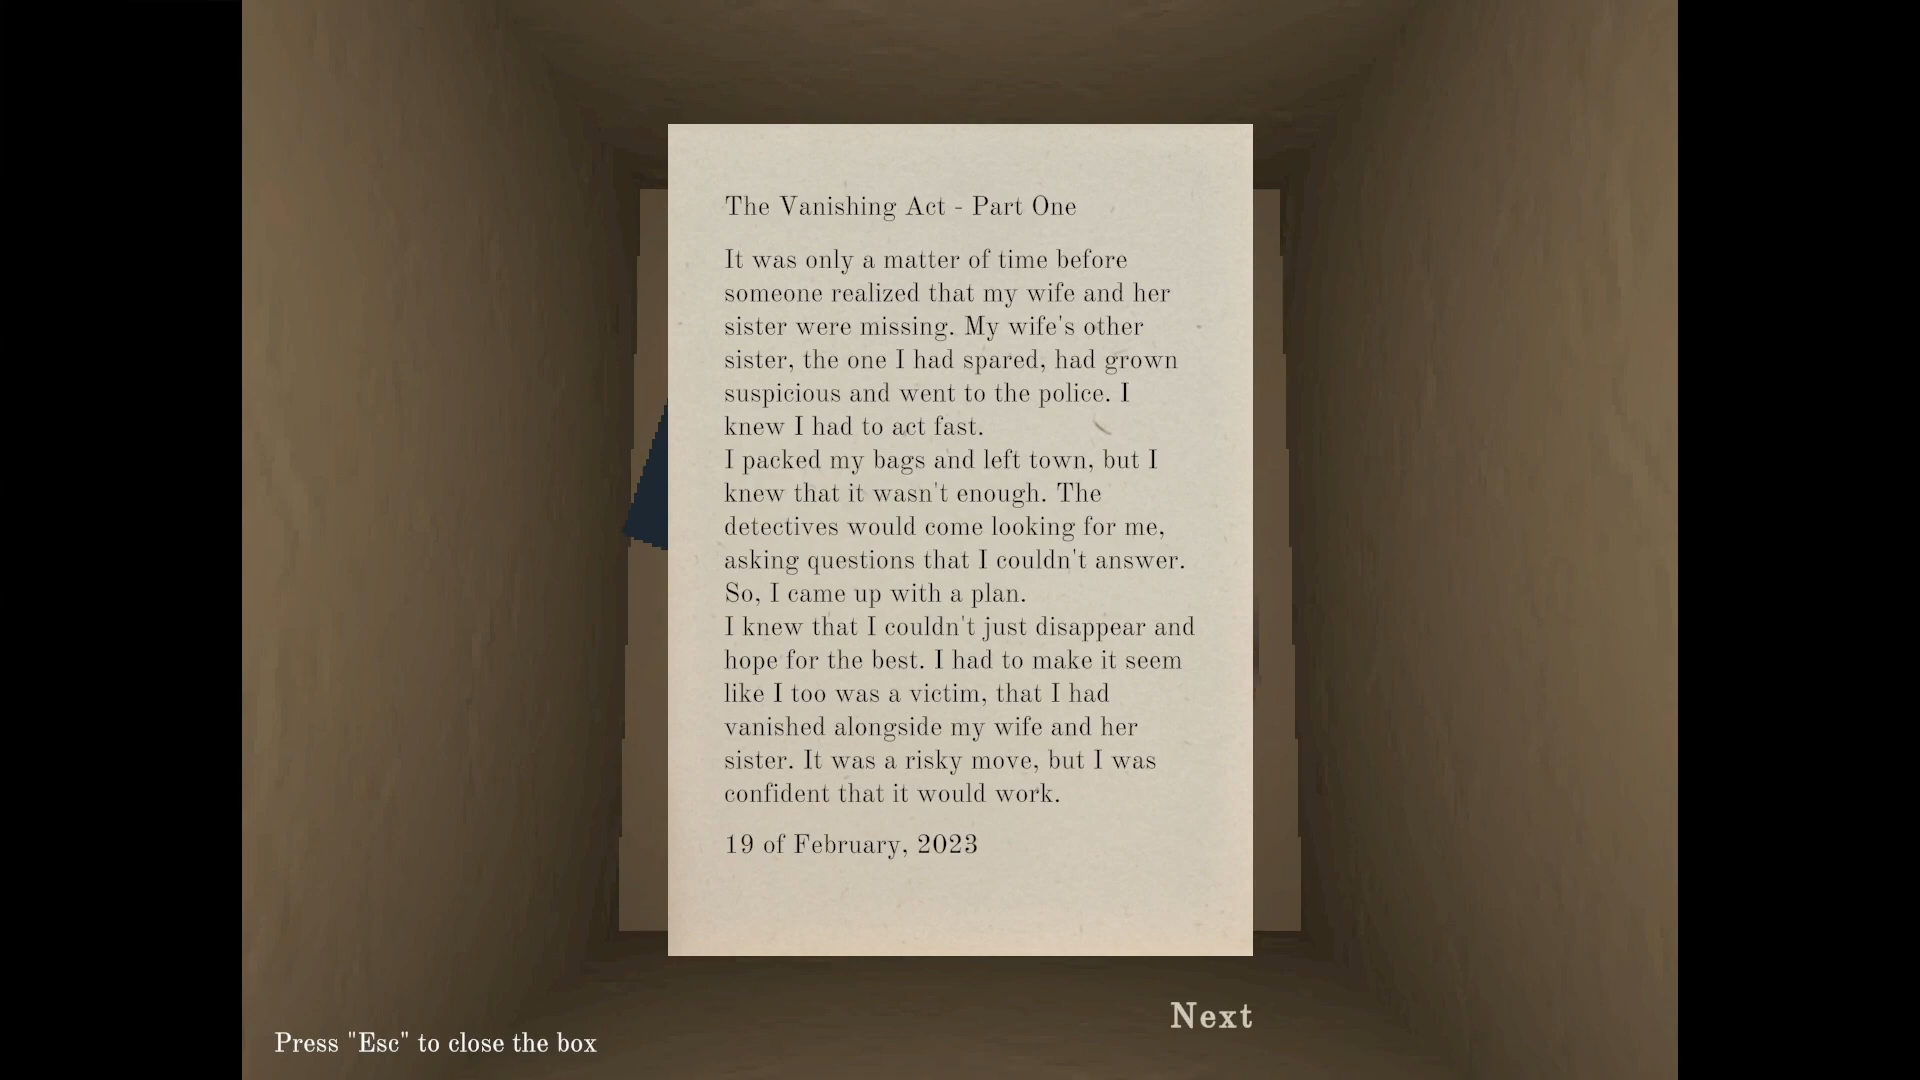 The Vanishing Act - Part One
It was only a matter of time before
someone realized that my wife and her
sister were missing. My wife's other
sister, the one I had spared, had grown
suspicious and went to the police. I
knew I had to act fast.
I packed my bags and left town, but I
knew that it wasn't enough. The
detectives would come looking for me,
asking questions that I couldn't answer.
So, I came up with a plan.
I knew that I couldn't just disappear and
hope for the best. I had to make it seem
like I too was a victim, that I had
vanished alongside my wife and her
sister. It was a risky move, but I was
confident that it would work.
19 of February, 2023
Next
Press "Esc" to close the box